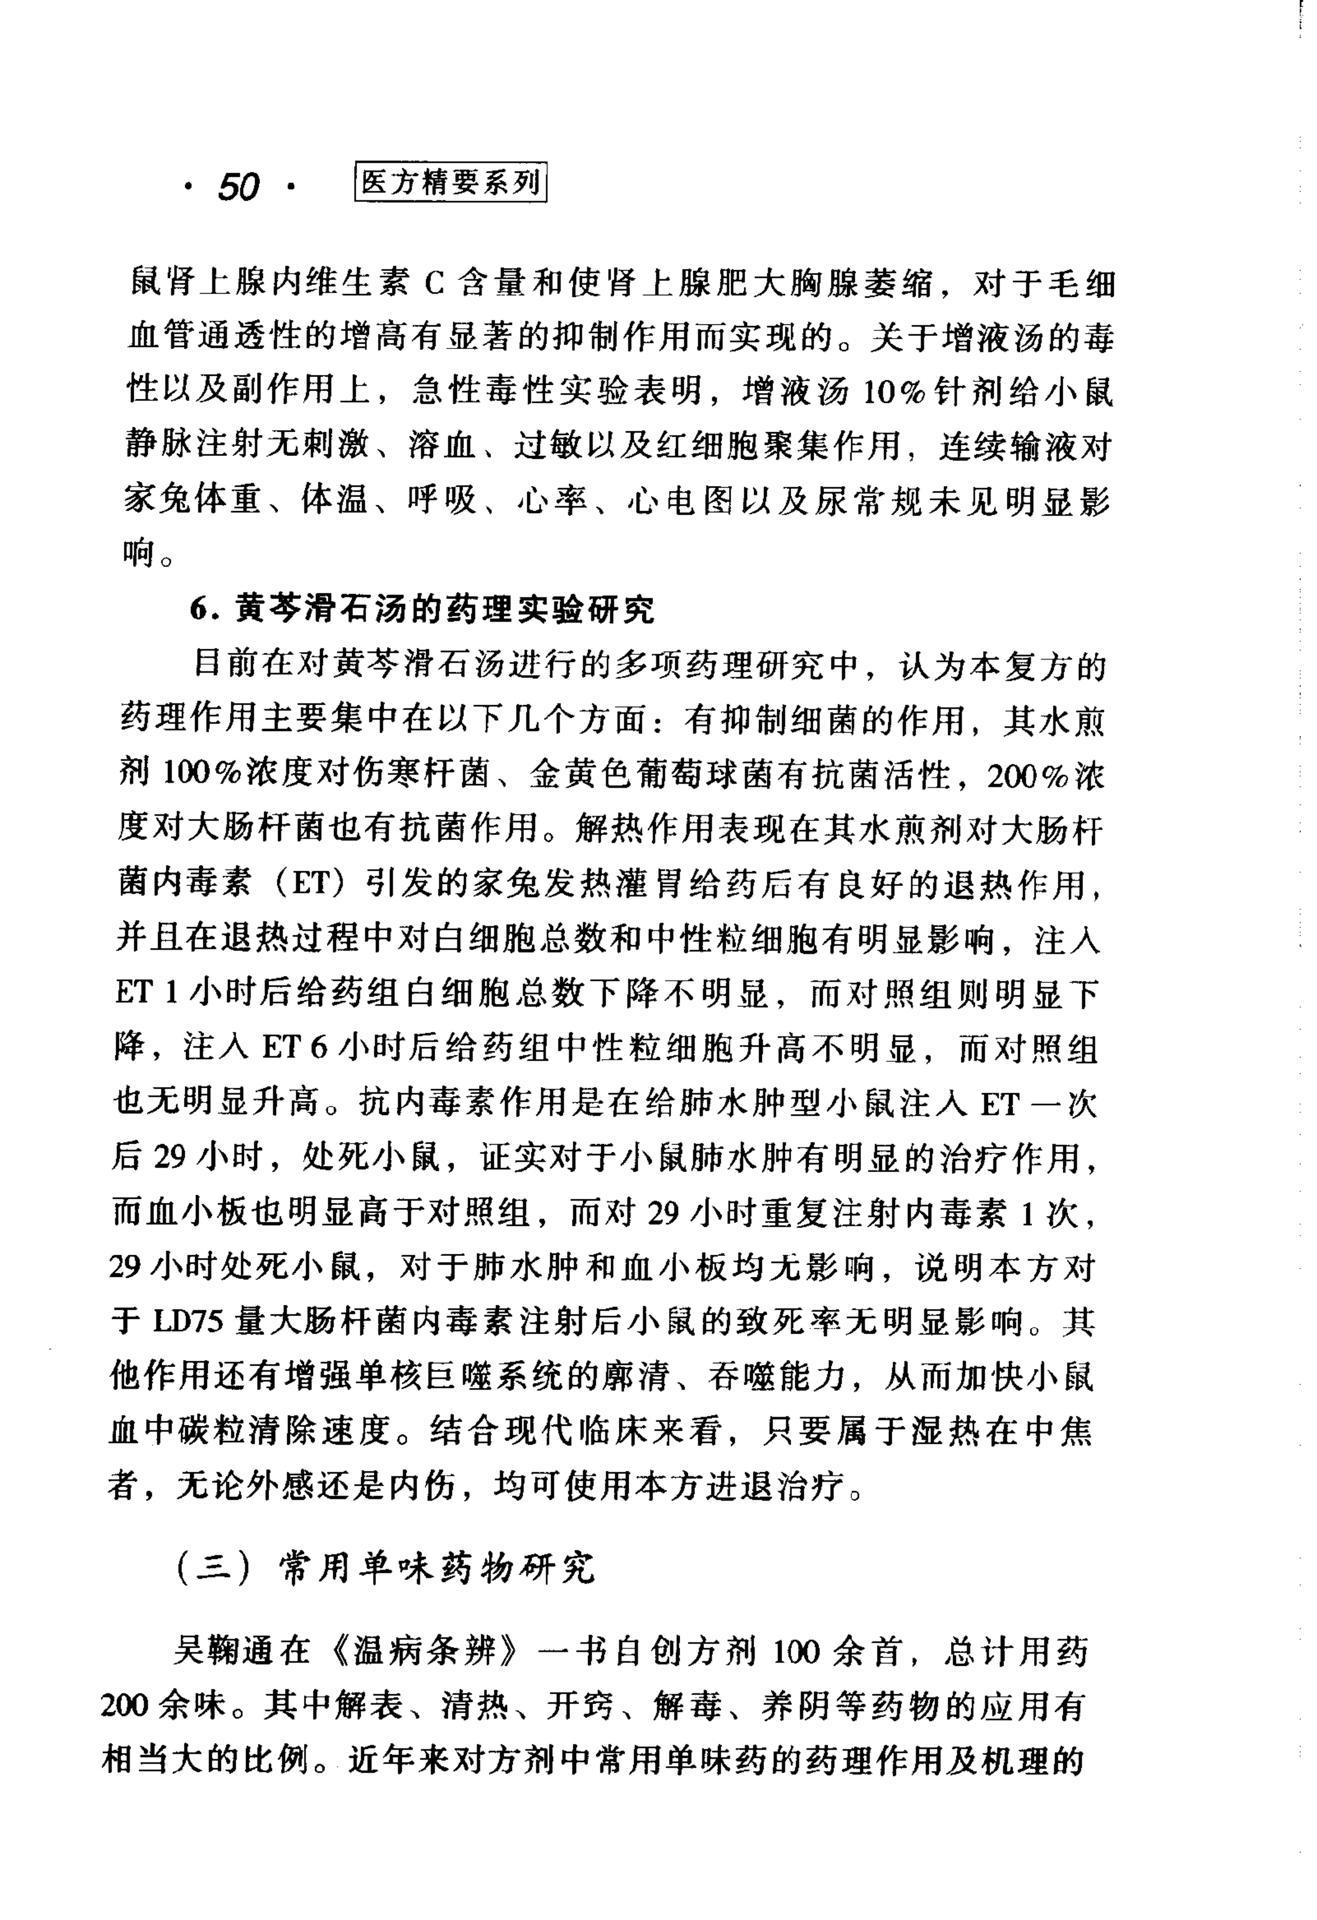 · 50 · 医方精要系列
鼠肾上腺内维生素 C 含量和使肾上腺肥大胸腺萎缩，对于毛细
血管通透性的增高有显著的抑制作用而实现的。关于增液汤的毒
性以及副作用上，急性毒性实验表明，增液汤 10%针剂给小鼠
静脉注射无刺激、溶血、过敏以及红细胞聚集作用，连续输液对
家兔体重、体温、呼吸、心率、心电图以及尿常规未见明显影
响。
6. 黄芩滑石汤的药理实验研究
目前在对黄芩滑石汤进行的多项药理研究中，认为本复方的
药理作用主要集中在以下几个方面：有抑制细菌的作用，其水煎
剂 100%浓度对伤寒杆菌、金黄色葡萄球菌有抗菌活性，200%浓
度对大肠杆菌也有抗菌作用。解热作用表现在其水煎剂对大肠杆
菌内毒素（ET）引发的家兔发热灌胃给药后有良好的退热作用，
并且在退热过程中对白细胞总数和中性粒细胞有明显影响，注入
ET 1 小时后给药组白细胞总数下降不明显，而对照组则明显下
降，注入 ET 6 小时后给药组中性粒细胞升高不明显，而对照组
也无明显升高。抗内毒素作用是在给肺水肿型小鼠注入 ET 一次
后 29 小时，处死小鼠，证实对于小鼠肺水肿有明显的治疗作用，
而血小板也明显高于对照组，而对 29 小时重复注射内毒素 1 次，
29 小时处死小鼠，对于肺水肿和血小板均无影响，说明本方对
于 LD75 量大肠杆菌内毒素注射后小鼠的致死率无明显影响。其
他作用还有增强单核巨噬系统的廓清、吞噬能力，从而加快小鼠
血中碳粒清除速度。结合现代临床来看，只要属于湿热在中焦
者，无论外感还是内伤，均可使用本方进退治疗。
（三）常用单味药物研究
吴鞠通在《温病条辨》一书自创方剂 100 余首，总计用药
200 余味。其中解表、清热、开窍、解毒、养阴等药物的应用有
相当大的比例。近年来对方剂中常用单味药的药理作用及机理的